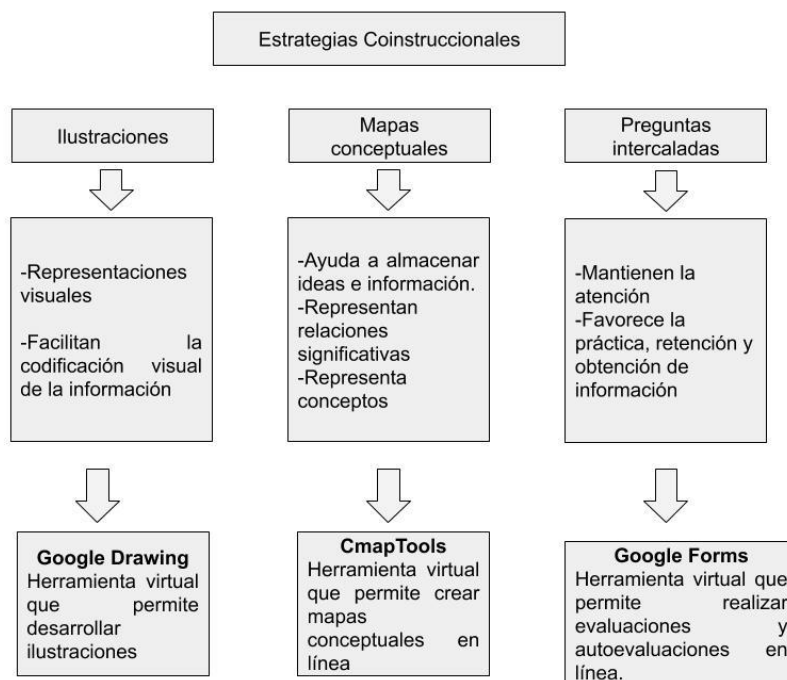 Estrategias Coinstruccionales
Ilustraciones
Mapas
conceptuales
Preguntas
intercaladas
-Representaciones
visuales
-Facilitan la
codificación visual
de la información
-Ayuda a almacenar
ideas e información.
-Representan
relaciones
significativas
-Representa
conceptos
-Mantienen la
atención
-Favorece la
práctica, retención y
obtención de
información
Google Drawing
Herramienta virtual
que permite
desarrollar
ilustraciones
CmapTools
Herramienta virtual
que permite crear
mapas
conceptuales en
línea
Google Forms
Herramienta virtual que
permite realizar
evaluaciones y
autoevaluaciones en
línea.